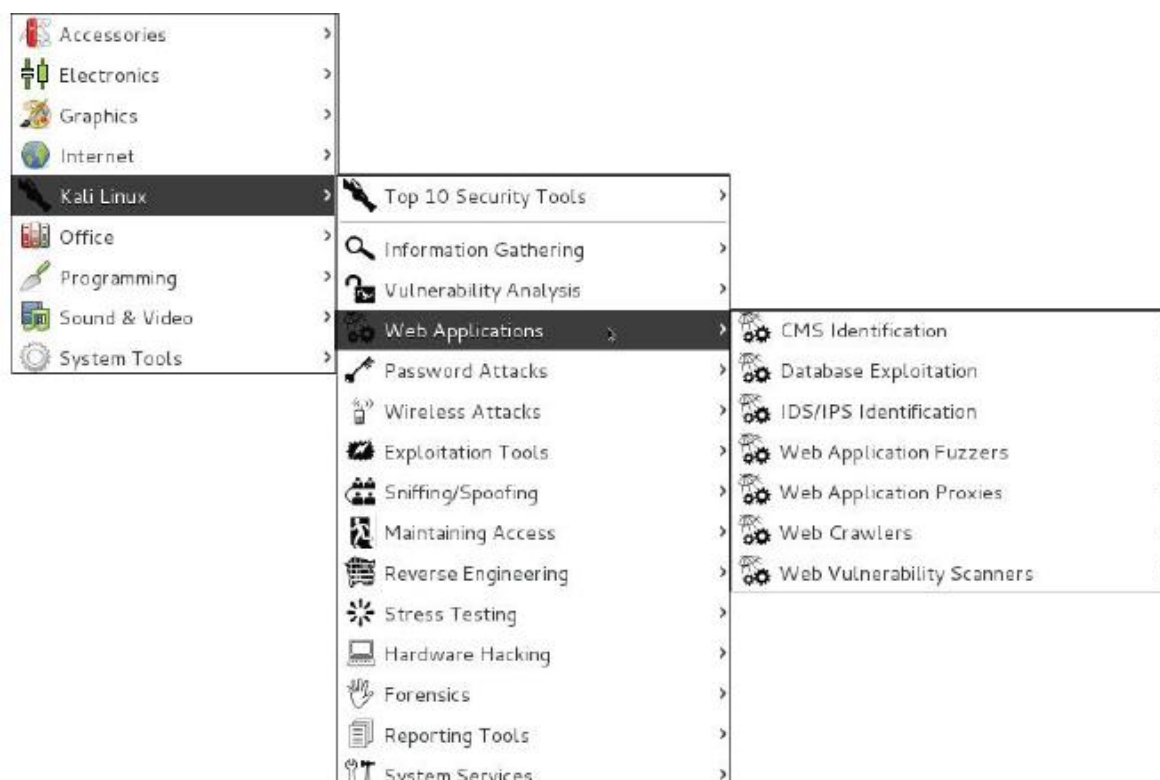 Accessories
Electronics
Graphics
Internet
Kali Linux
Office
Programming
Sound & Video
System Tools
Top 10 Security Tools
Information Gathering
Vulnerability Analysis
Web Applications
Password Attacks
Wireless Attacks
Exploitation Tools
Sniffing/Spoofing
Maintaining Access
Reverse Engineering
Stress Testing
Hardware Hacking
Forensics
Reporting Tools
System Services
CMS Identification
Database Exploitation
IDS/IPS Identification
Web Application Fuzzers
Web Application Proxies
Web Crawlers
Web Vulnerability Scanners